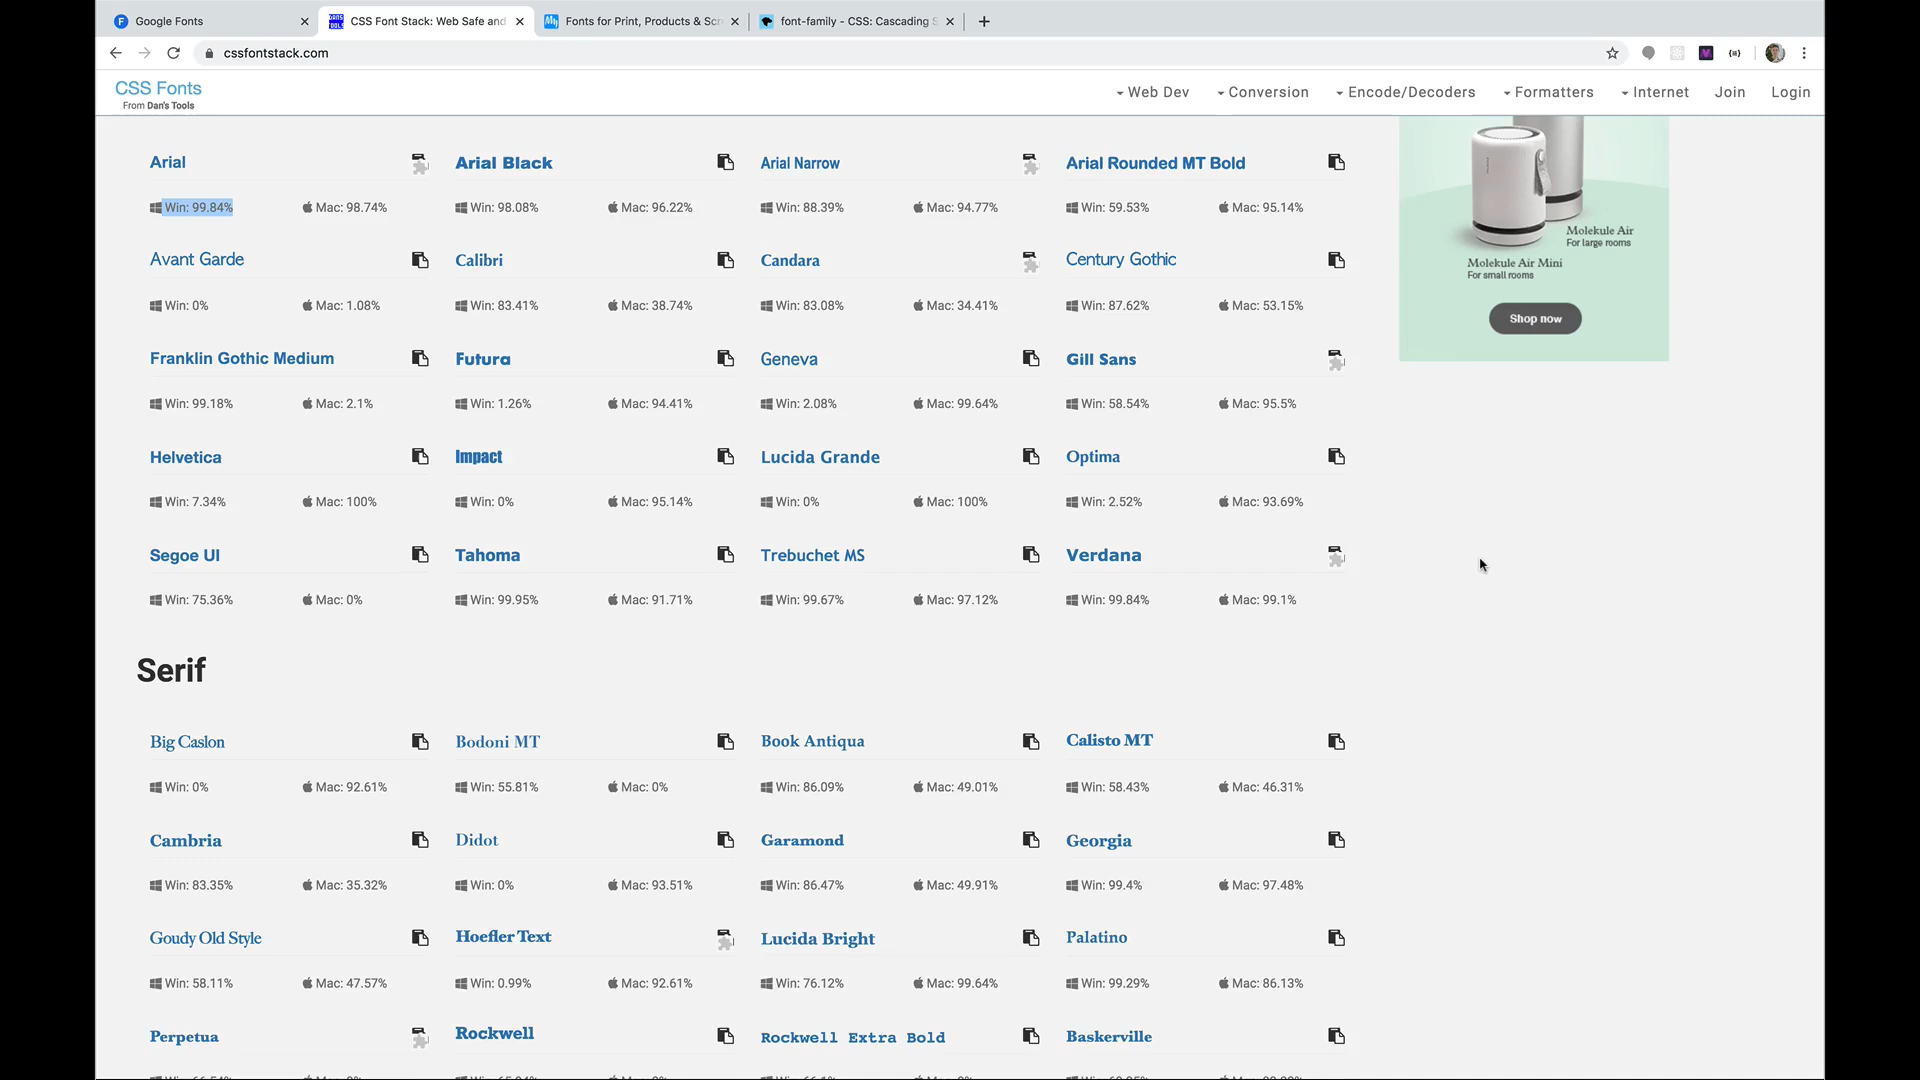 Google Fonts
CSS Font Stack: Web Safe and
Fonts for Print, Products & Scr
font-family - CSS: Cascading S
cssfontstack.com
CSS Fonts
From Dan's Tools
Web Dev
Conversion
Encode/Decoders
Formatters
Internet
Join
Login
Arial
Arial Black
Arial Narrow
Arial Rounded MT Bold
Win: 99.84%
Mac: 98.74%
Win: 98.08%
Mac: 96.22%
Win: 88.39%
Mac: 94.77%
Win: 59.53%
Mac: 95.14%
Molekule Air
For large rooms
Molekule Air Mini
For small rooms
Shop now
Avant Garde
Calibri
Candara
Century Gothic
Win: 0%
Mac: 1.08%
Win: 83.41%
Mac: 38.74%
Win: 83.08%
Mac: 34.41%
Win: 87.62%
Mac: 53.15%
Franklin Gothic Medium
Futura
Geneva
Gill Sans
Win: 99.18%
Mac: 2.1%
Win: 1.26%
Mac: 94.41%
Win: 2.08%
Mac: 99.64%
Win: 58.54%
Mac: 95.5%
Helvetica
Impact
Lucida Grande
Optima
Win: 7.34%
Mac: 100%
Win: 0%
Mac: 95.14%
Win: 0%
Mac: 100%
Win: 2.52%
Mac: 93.69%
Segoe UI
Tahoma
Trebuchet MS
Verdana
Win: 75.36%
Mac: 0%
Win: 99.95%
Mac: 91.71%
Win: 99.67%
Mac: 97.12%
Win: 99.84%
Mac: 99.1%
Serif
Big Caslon
Bodoni MT
Book Antiqua
Calisto MT
Win: 0%
Mac: 92.61%
Win: 55.81%
Mac: 0%
Win: 86.09%
Mac: 49.01%
Win: 58.43%
Mac: 46.31%
Cambria
Didot
Garamond
Georgia
Win: 83.35%
Mac: 35.32%
Win: 0%
Mac: 93.51%
Win: 86.47%
Mac: 49.91%
Win: 99.4%
Mac: 97.48%
Goudy Old Style
Hoefler Text
Lucida Bright
Palatino
Win: 58.11%
Mac: 47.57%
Win: 0.99%
Mac: 92.61%
Win: 76.12%
Mac: 99.64%
Win: 99.29%
Mac: 86.13%
Perpetua
Rockwell
Rockwell Extra Bold
Baskerville